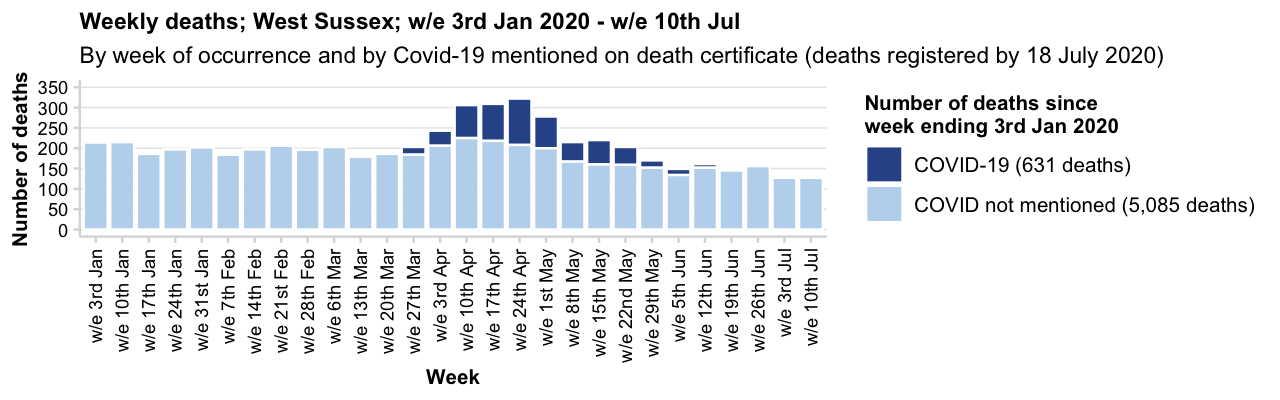 Weekly deaths; West Sussex; w/e 3rd Jan 2020 - w/e 10th Jul
By week of occurrence and by Covid-19 mentioned on death certificate (deaths registered by 18 July 2020)
Number of deaths
350
300
250
200
150
100
50
0
w/e 3rd Jan
w/e 10th Jan
w/e 17th Jan
w/e 24th Jan
w/e 31st Jan
w/e 7th Feb
w/e 14th Feb
w/e 21st Feb
w/e 28th Feb
w/e 6th Mar
w/e 13th Mar
w/e 20th Mar
w/e 27th Mar
w/e 3rd Apr
w/e 10th Apr
w/e 17th Apr
w/e 24th Apr
w/e 1st May
w/e 8th May
w/e 15th May
w/e 22nd May
w/e 29th May
w/e 5th Jun
w/e 12th Jun
w/e 19th Jun
w/e 26th Jun
w/e 3rd Jul
w/e 10th Jul
Week
Number of deaths since
week ending 3rd Jan 2020
COVID-19 (631 deaths)
COVID not mentioned (5,085 deaths)